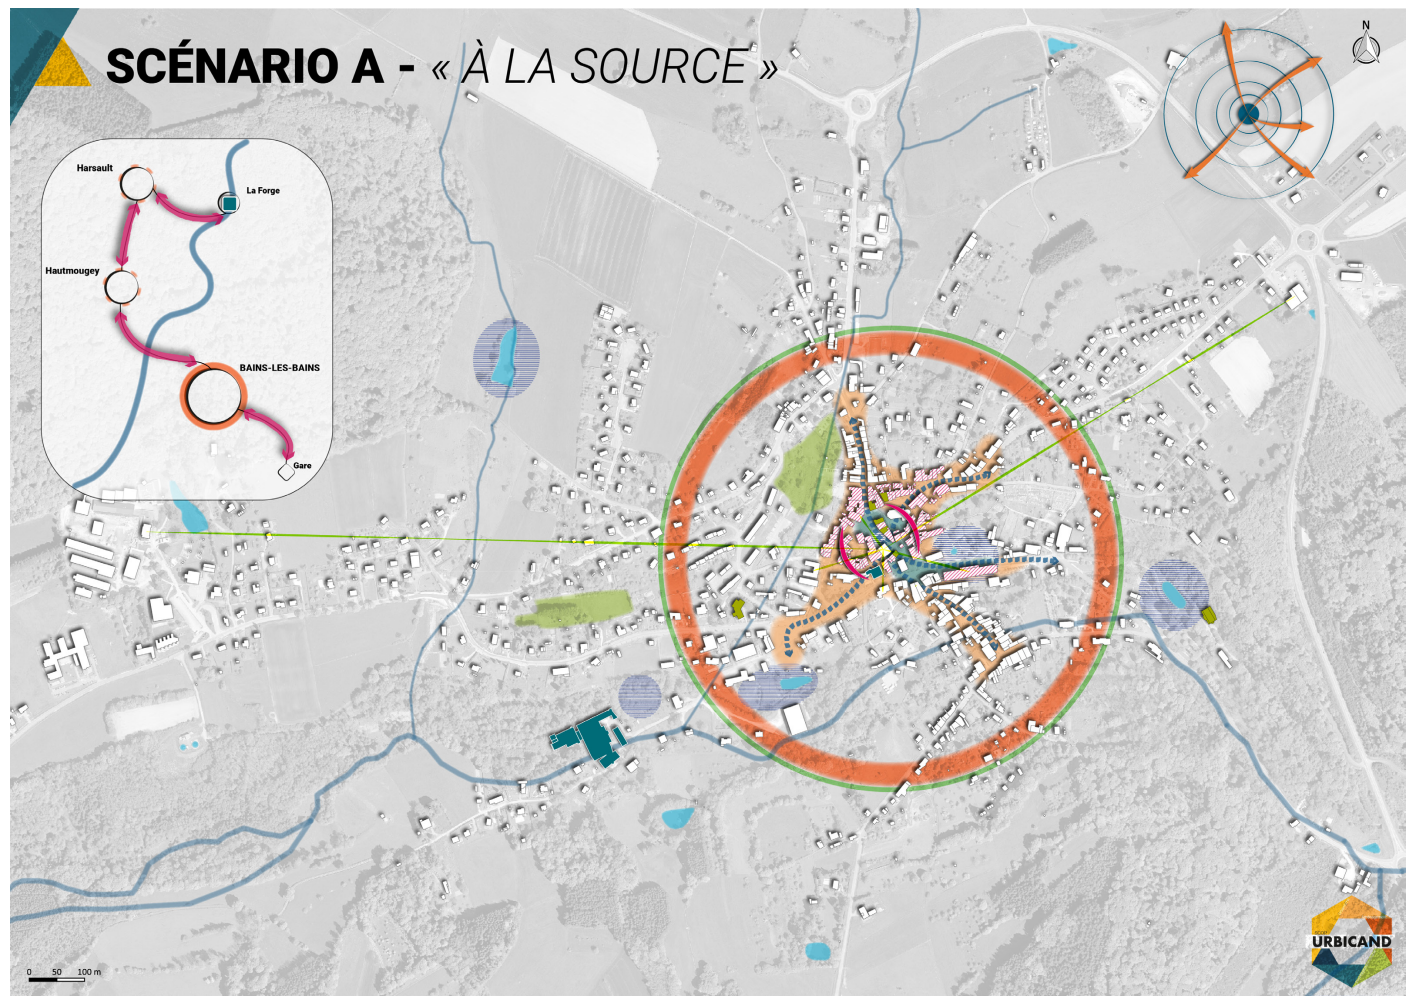 SCÉNARIO A - « À LA SOURCE »
N
Harsault
La Forge
Hautmougey
BAINS-LES-BAINS
Gare
0 50 100 m
URBICAND